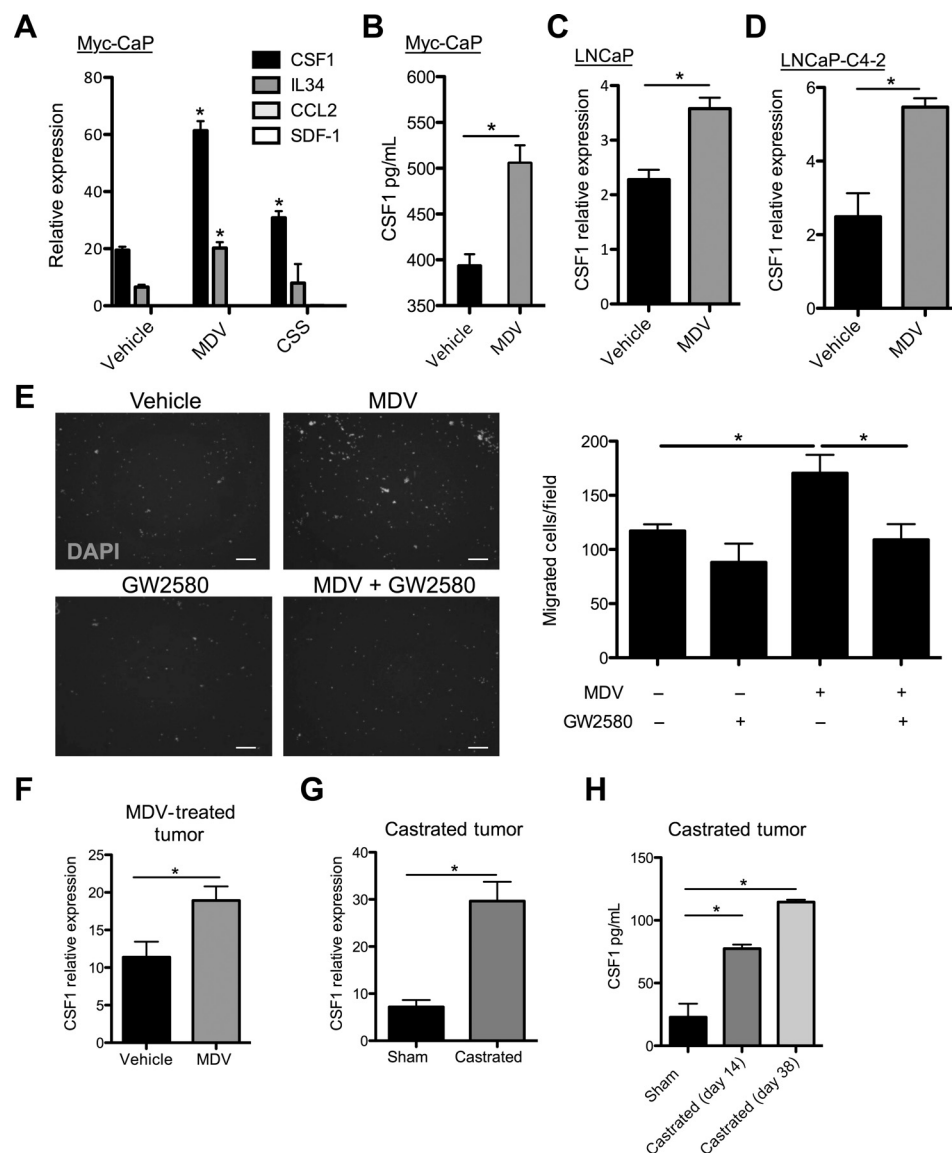 A
Myc-CaP
CSF1
IL34
CCL2
SDF-1
Relative expression
80
60
40
20
0
*
*
*
Vehicle
MDV
CSS
B
Myc-CaP
CSF1 pg/mL
600
550
500
450
400
350
*
Vehicle
MDV
C
LNCaP
CSF1 relative expression
4
3
2
1
0
*
Vehicle
MDV
D
LNCaP-C4-2
CSF1 relative expression
6
4
2
0
*
Vehicle
MDV
E
Vehicle
MDV
DAPI
GW2580
MDV + GW2580
Migrated cells/field
200
150
100
50
0
* *
MDV – – + +
GW2580 – + – +
F
MDV-treated
tumor
CSF1 relative expression
25
20
15
10
5
0
*
Vehicle MDV
G
Castrated tumor
CSF1 relative expression
40
30
20
10
0
*
Sham Castrated
H
Castrated tumor
CSF1 pg/mL
150
100
50
0
*
*
Sham
Castrated (day 14)
Castrated (day 38)